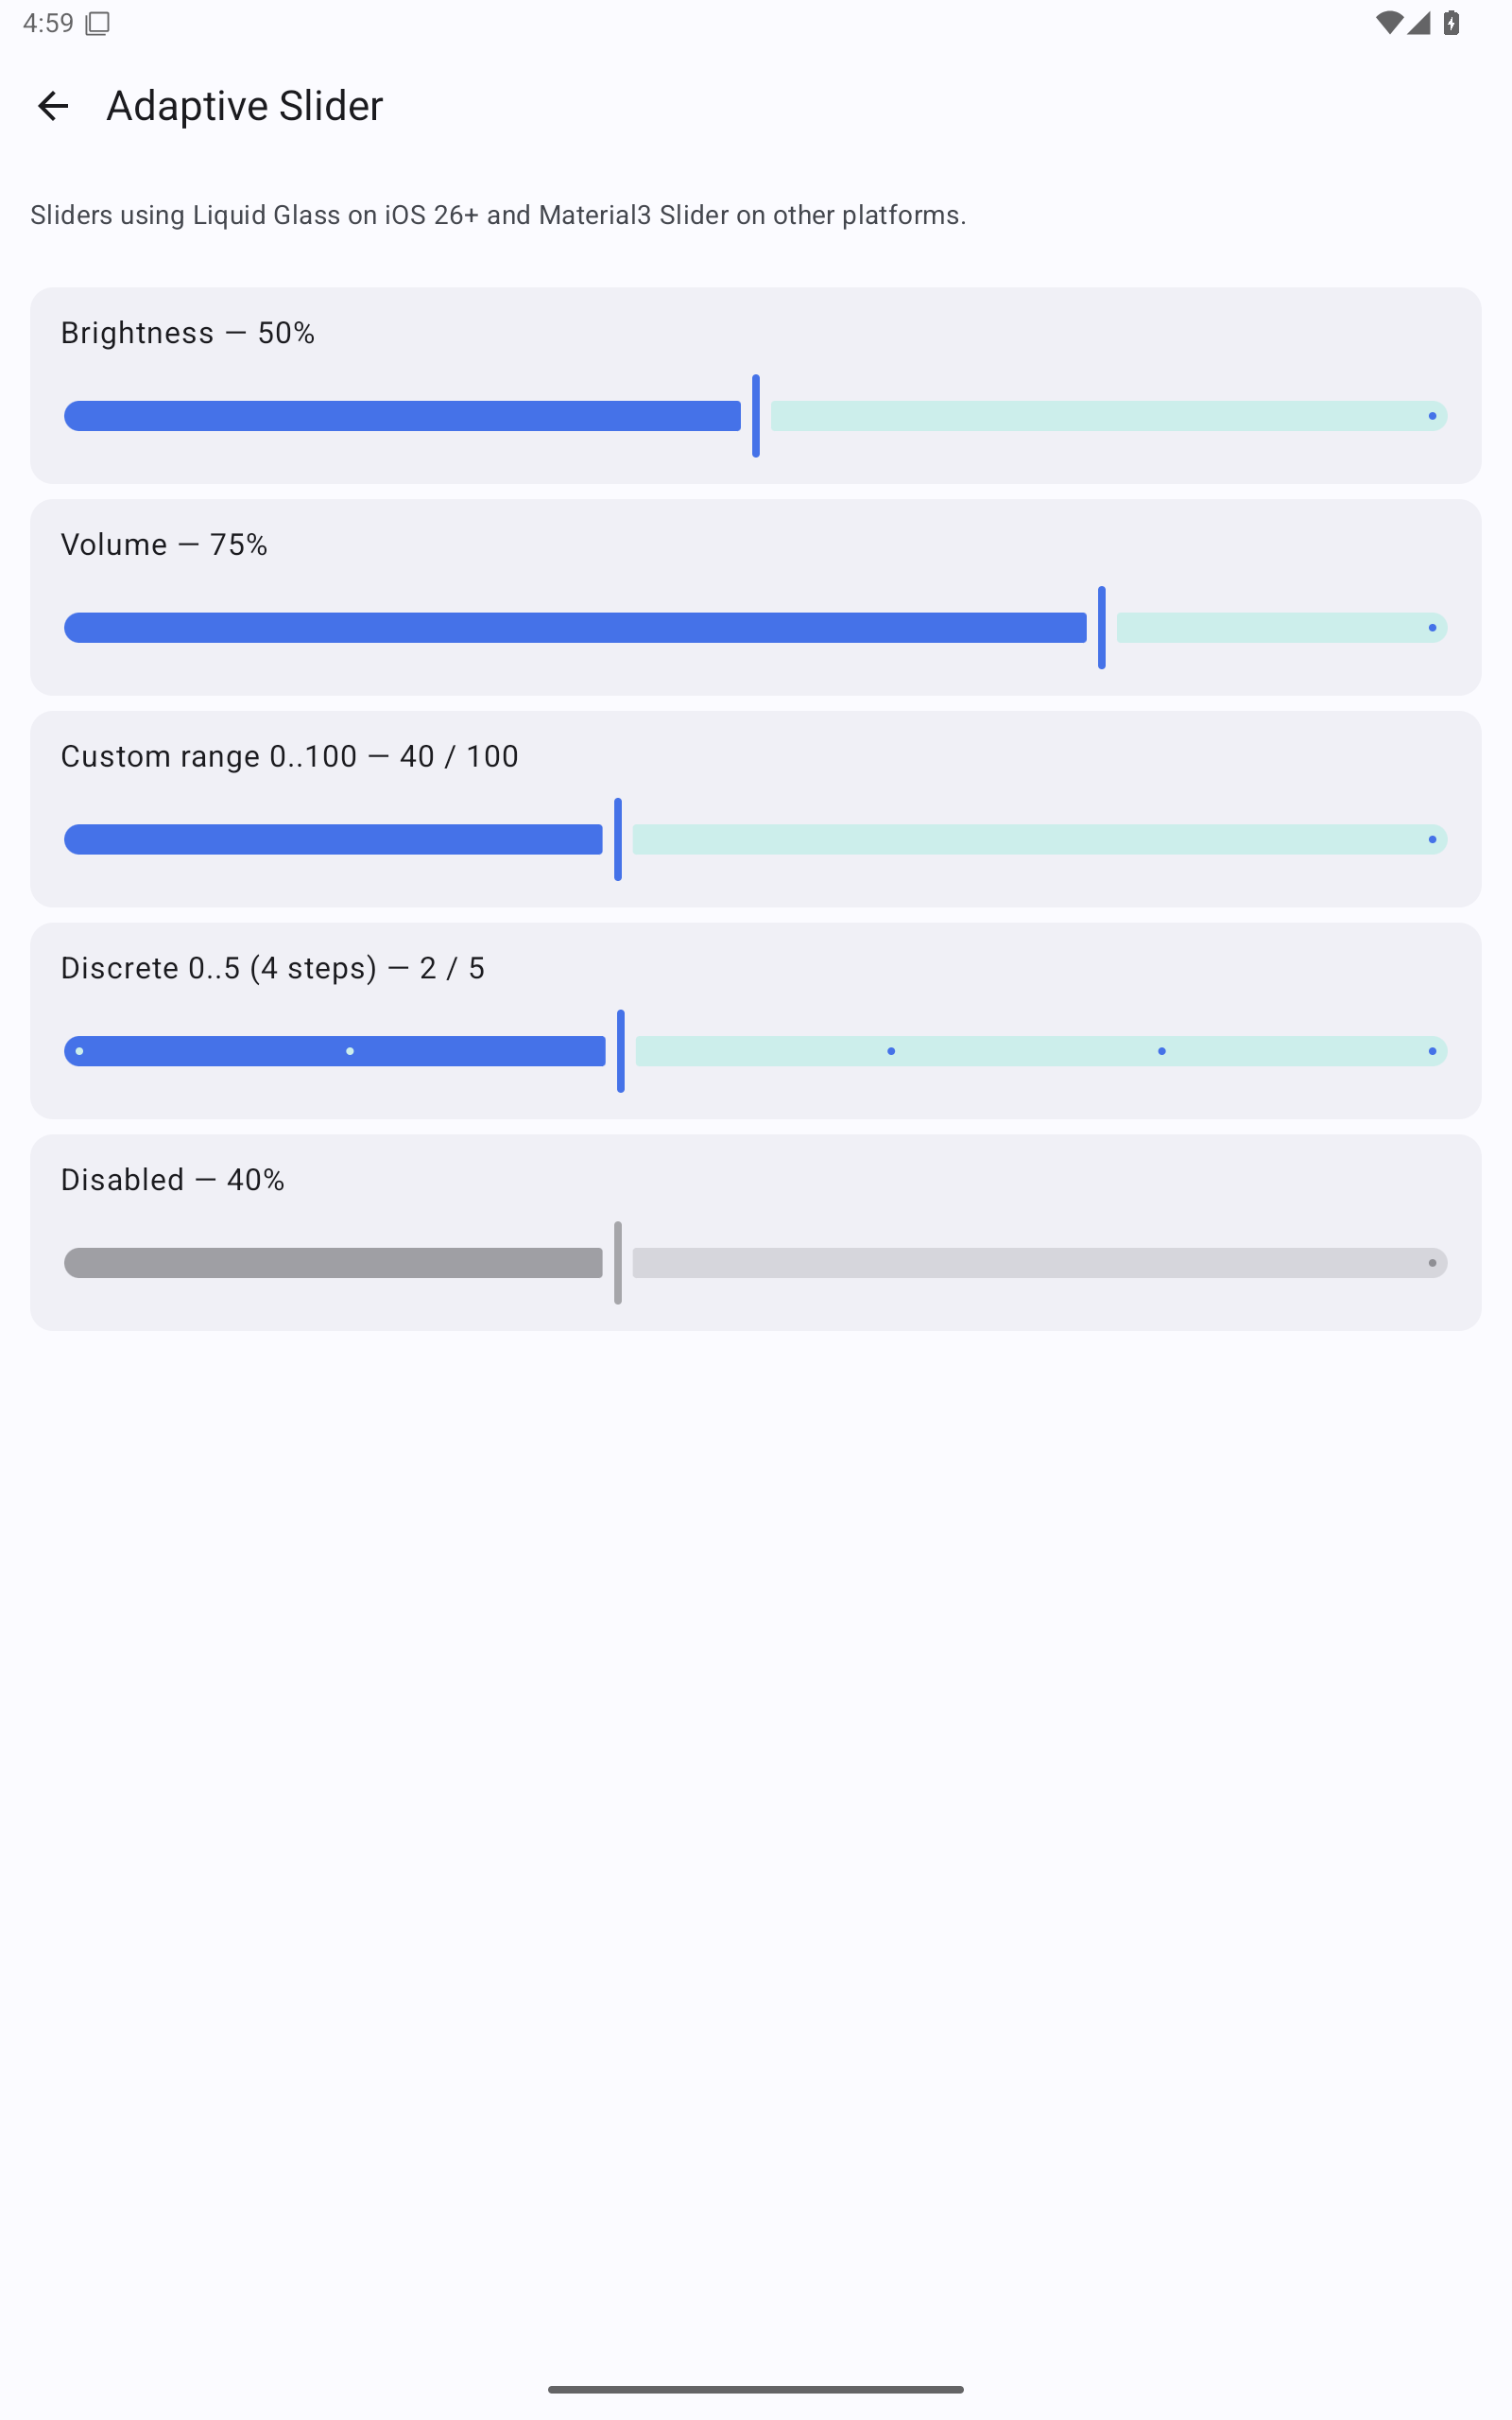 4:59
Adaptive Slider
Sliders using Liquid Glass on iOS 26+ and Material3 Slider on other platforms.
Brightness — 50%
Volume — 75%
Custom range 0..100 — 40 / 100
Discrete 0..5 (4 steps) — 2 / 5
Disabled — 40%